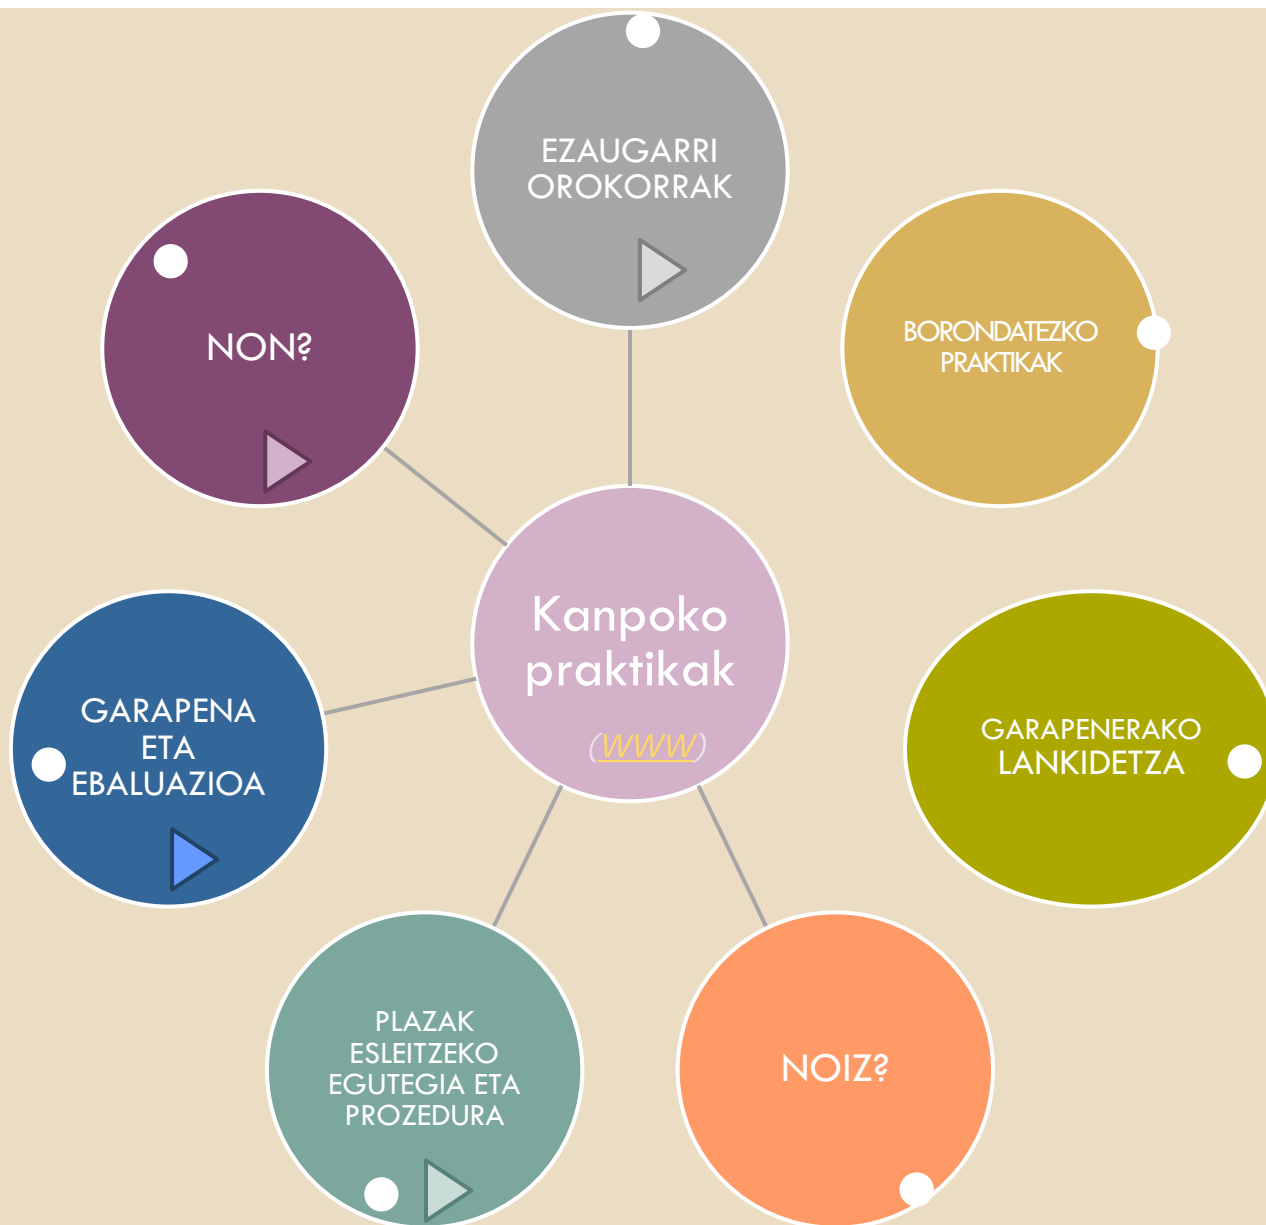 EZAUGARRI
OROKORRAK
BORONDATEZKO
PRAKTIKAK
NON?
Kanpoko
praktikak
(WWW)
GARAPENA
ETA
EBALUAZIOA
GARAPENERAKO
LANKIDETZA
PLAZAK
ESLEITZEKO
EGUTEGIA ETA
PROZEDURA
NOIZ?